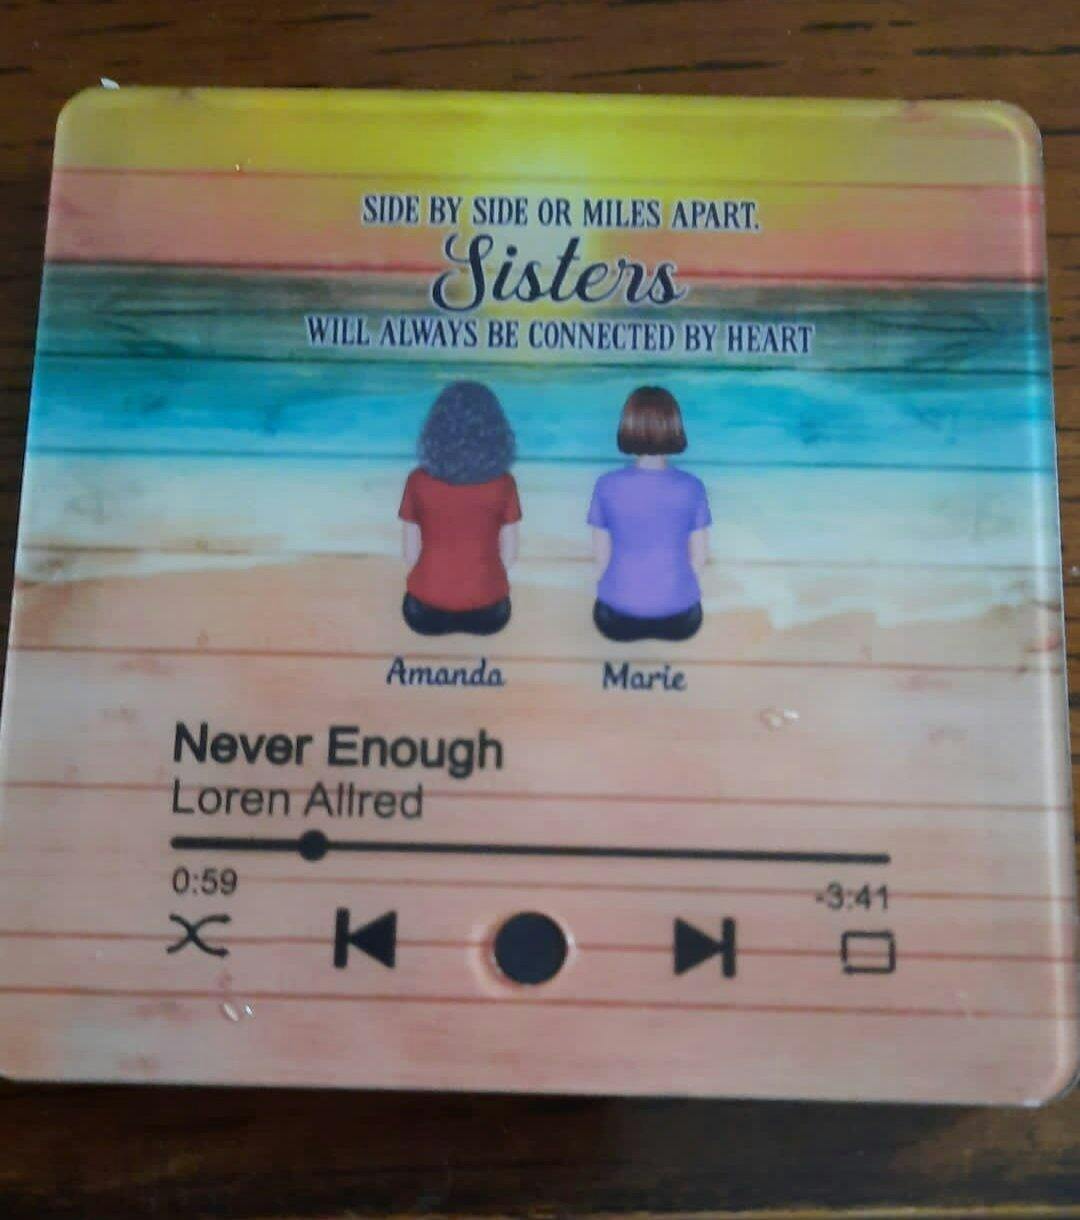 SIDE BY SIDE OR MILES APART.
Sisters
WILL ALWAYS BE CONNECTED BY HEART
Amanda Marie
Never Enough
Loren Allred
0:59 -3:41